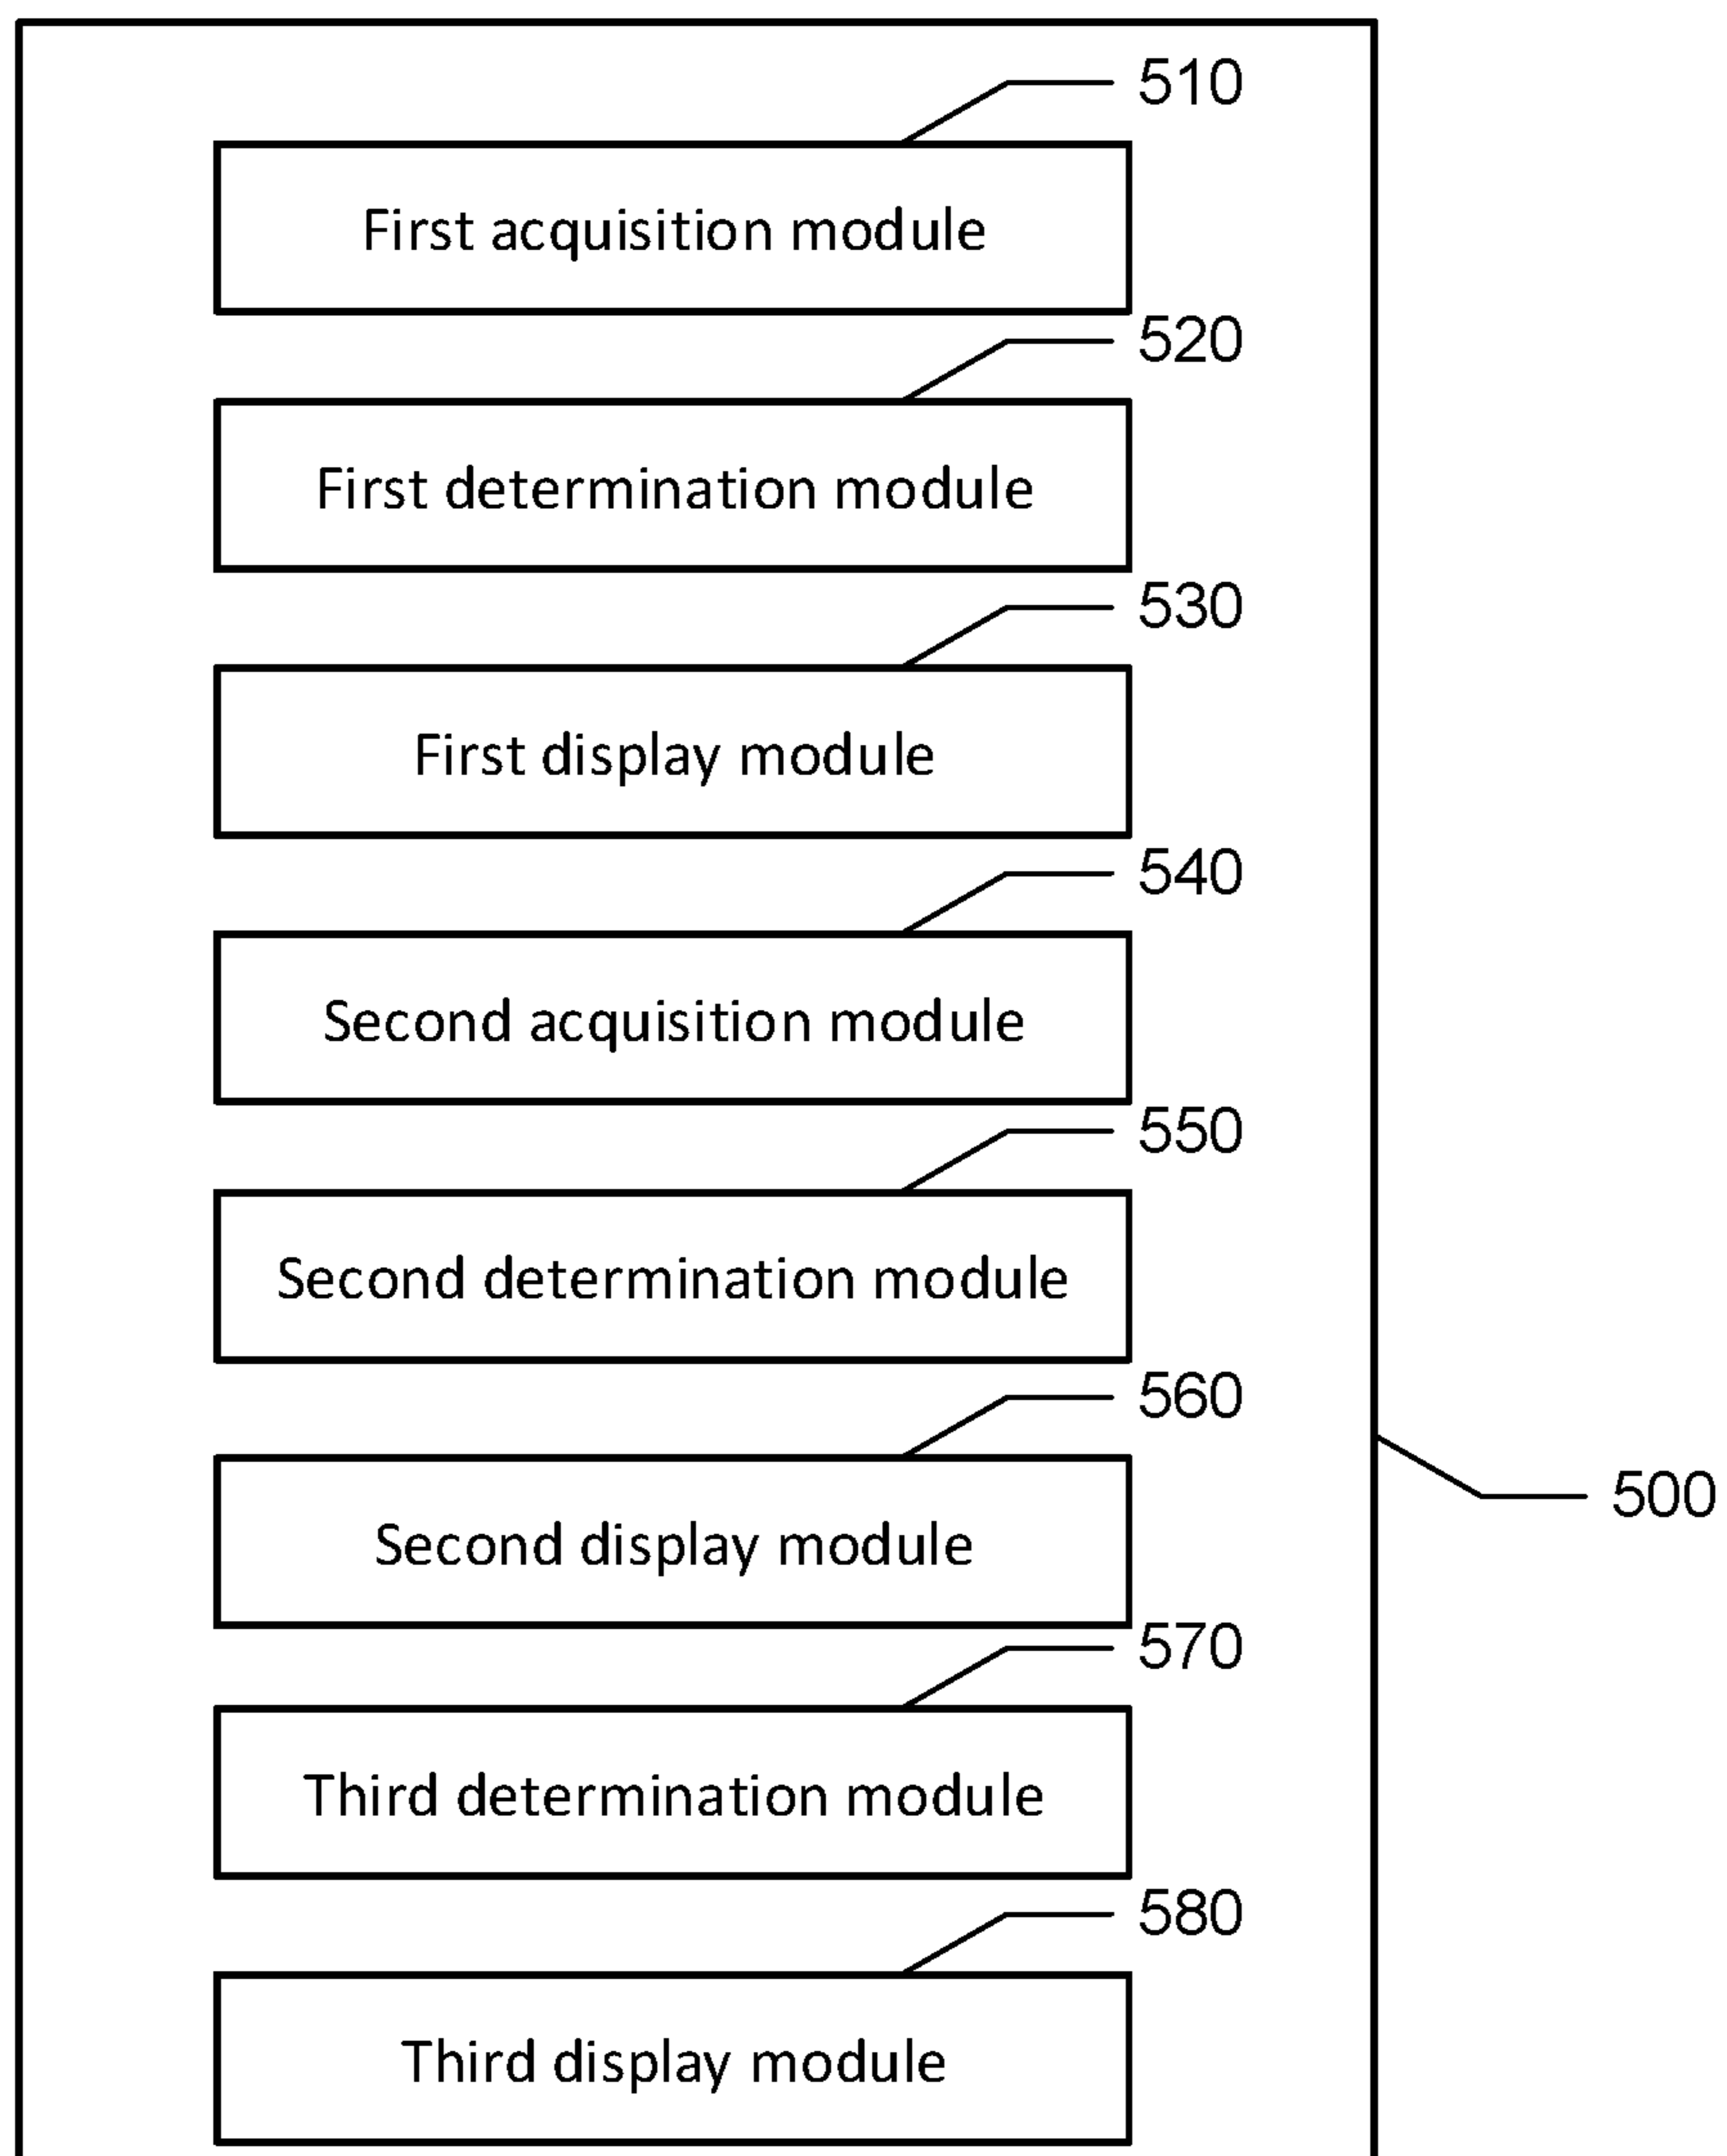 510
First acquisition module
520
First determination module
530
First display module
540
Second acquisition module
550
Second determination module
560
Second display module
500
570
Third determination module
580
Third display module